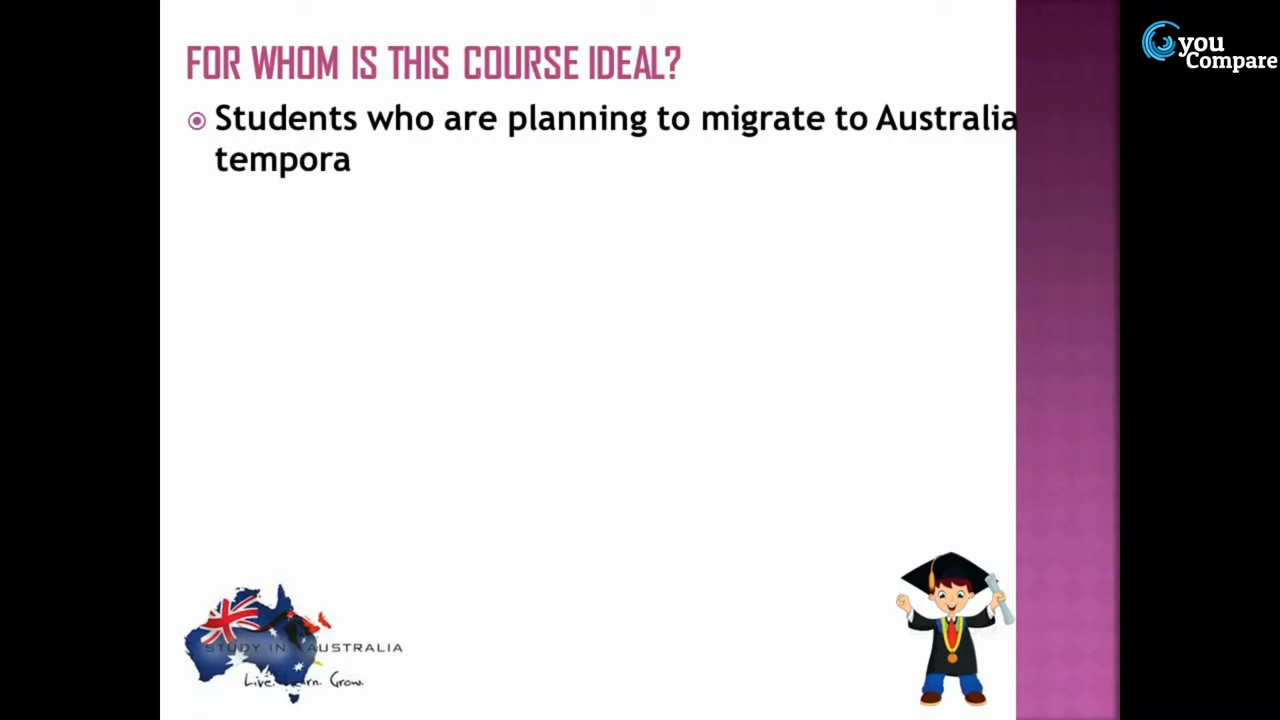 you
Compare
FOR WHOM IS THIS COURSE IDEAL?
Students who are planning to migrate to Australia
tempora
STUDY IN AUSTRALIA
Live. Learn. Grow.